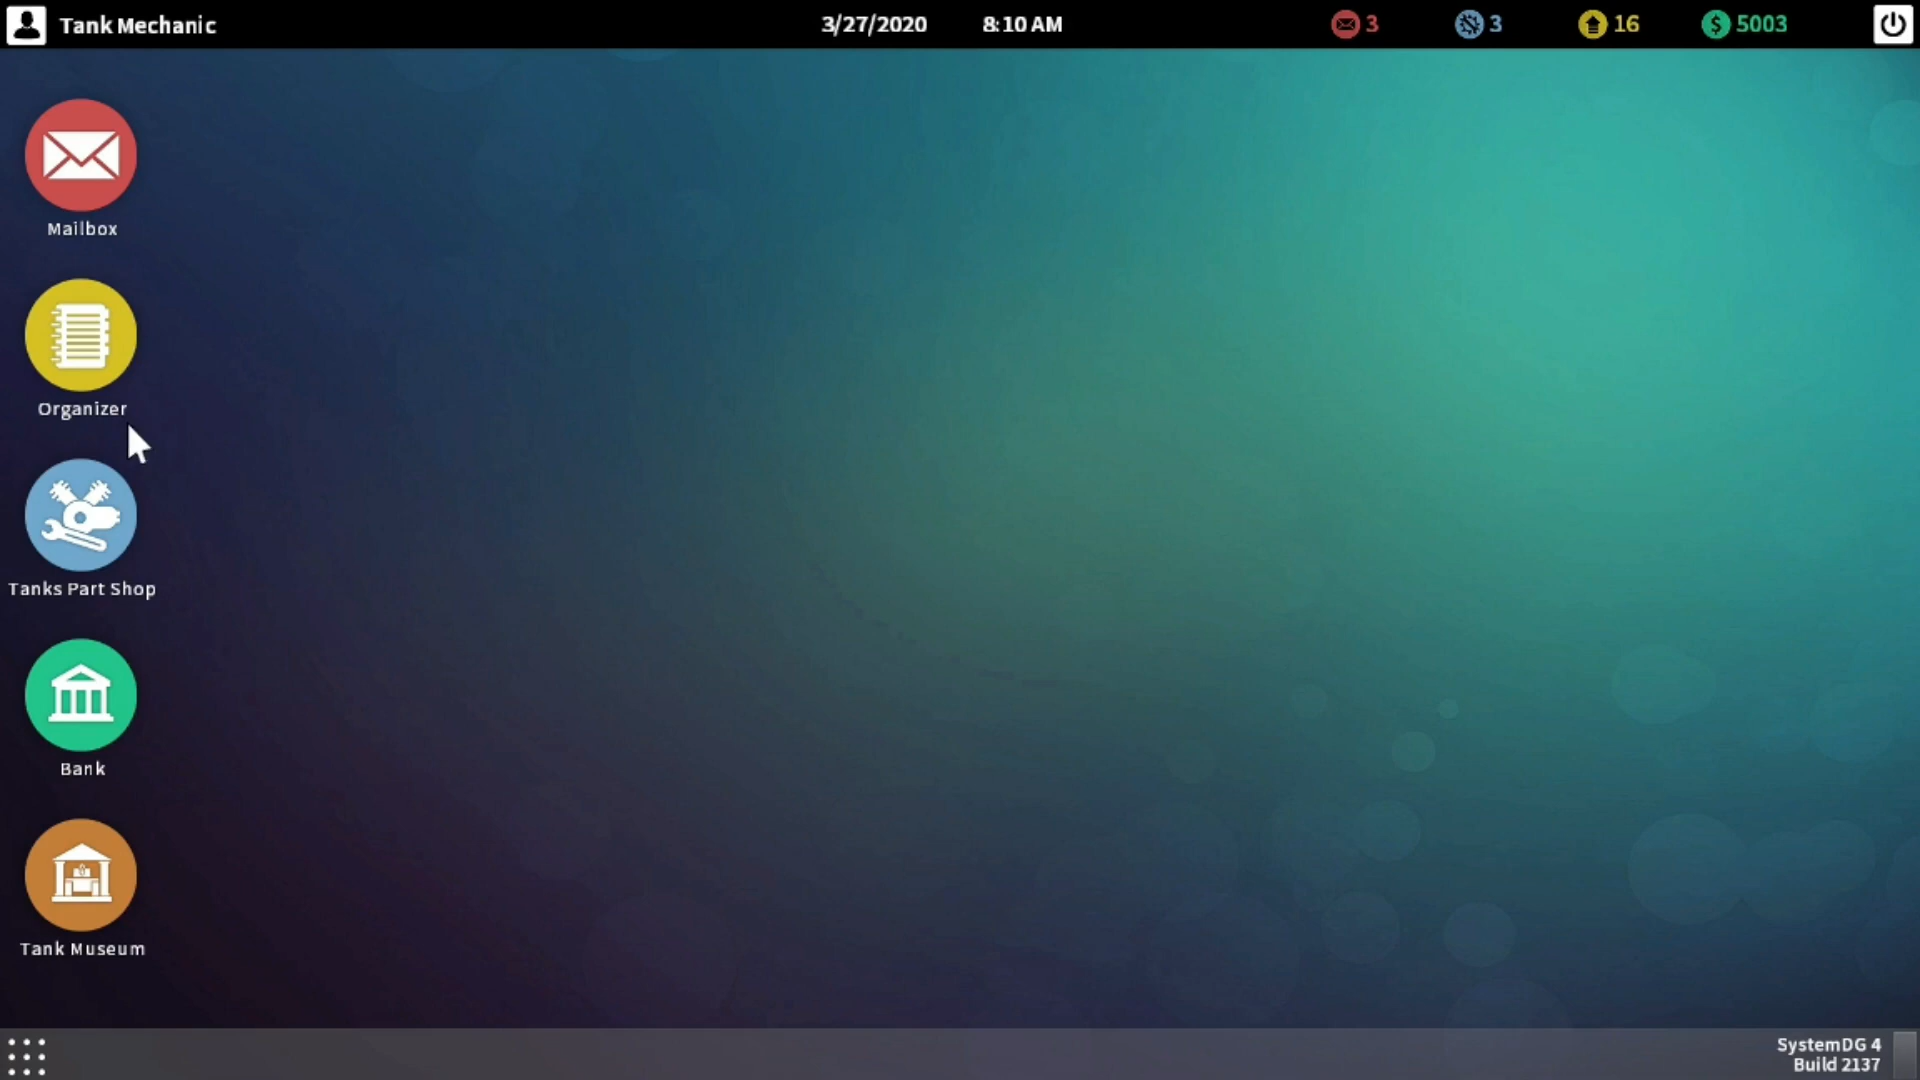 Tank Mechanic
3/27/2020
8:10 AM
3
3
16
$ 5003
Mailbox
Organizer
Tanks Part Shop
Bank
Tank Museum
SystemDG 4
Build 2137